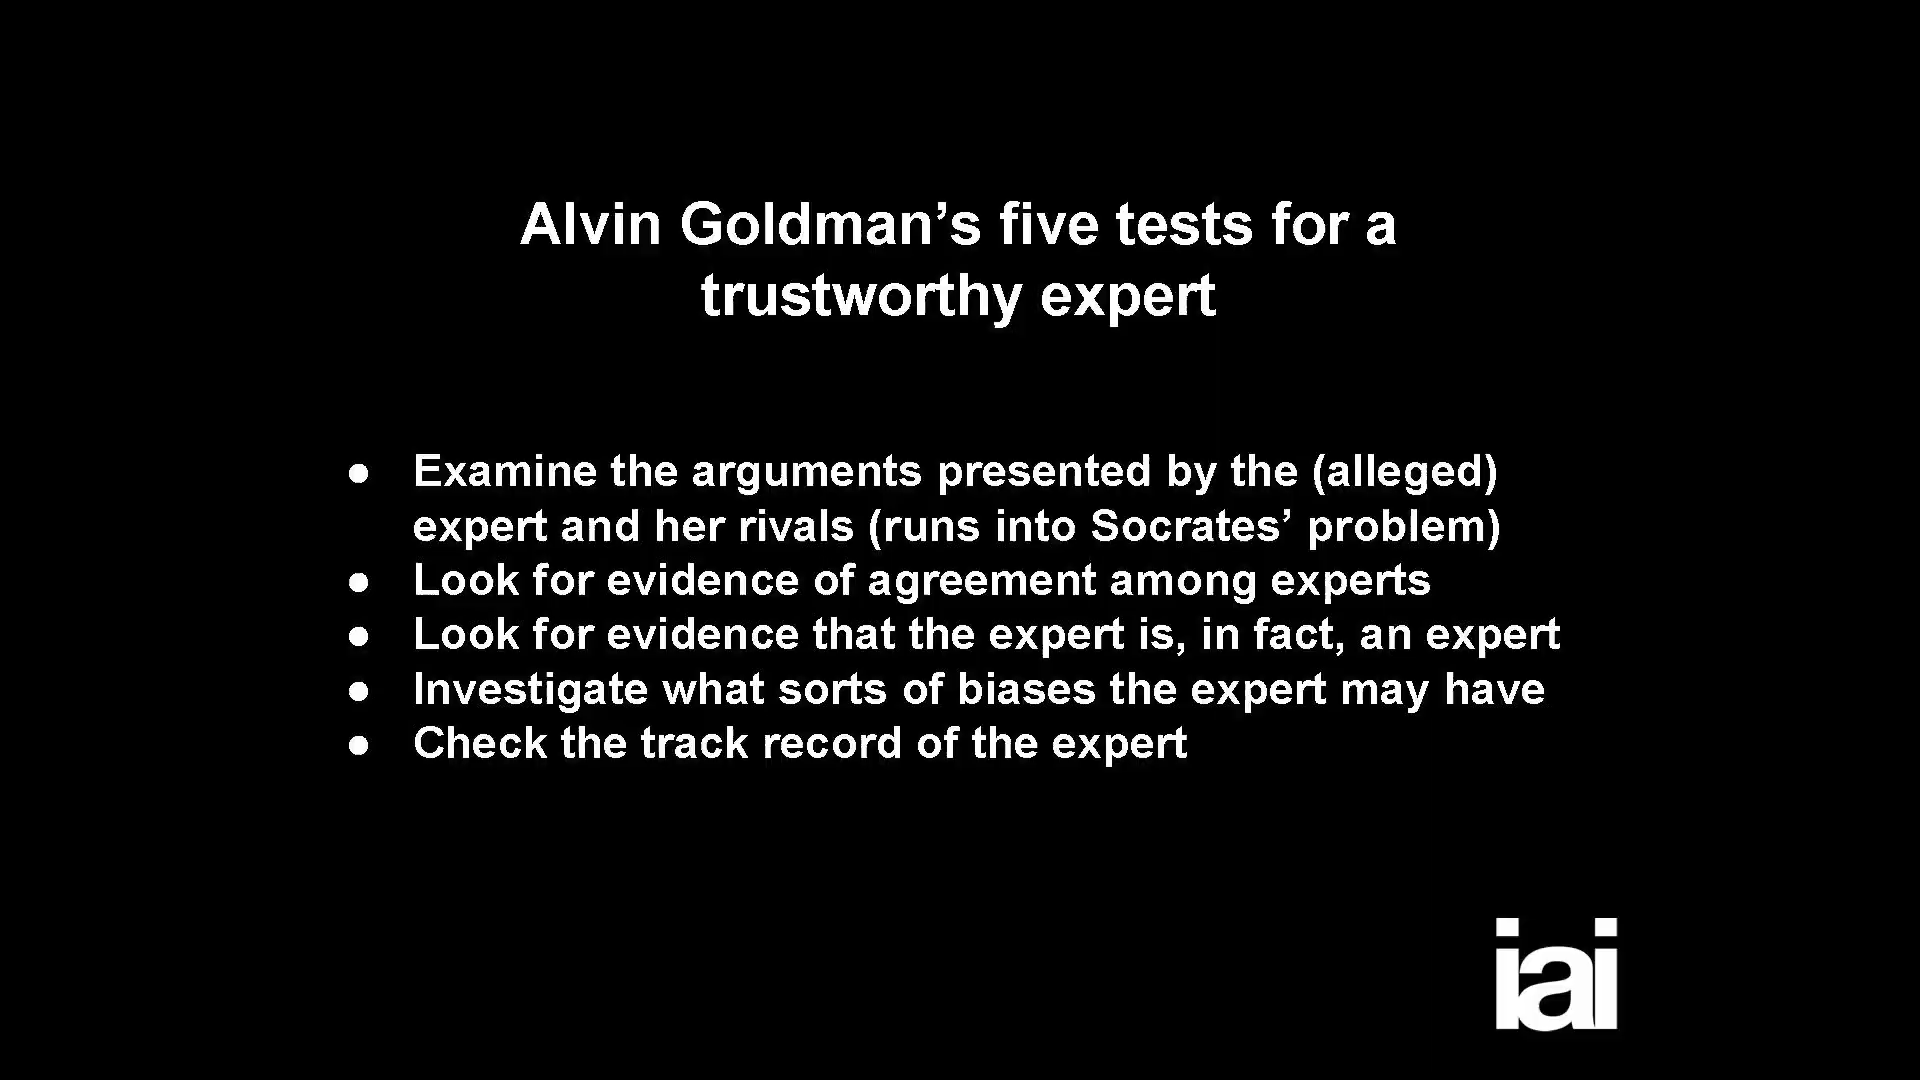 Alvin Goldman’s five tests for a
trustworthy expert
● Examine the arguments presented by the (alleged)
expert and her rivals (runs into Socrates’ problem)
● Look for evidence of agreement among experts
● Look for evidence that the expert is, in fact, an expert
● Investigate what sorts of biases the expert may have
● Check the track record of the expert
iai